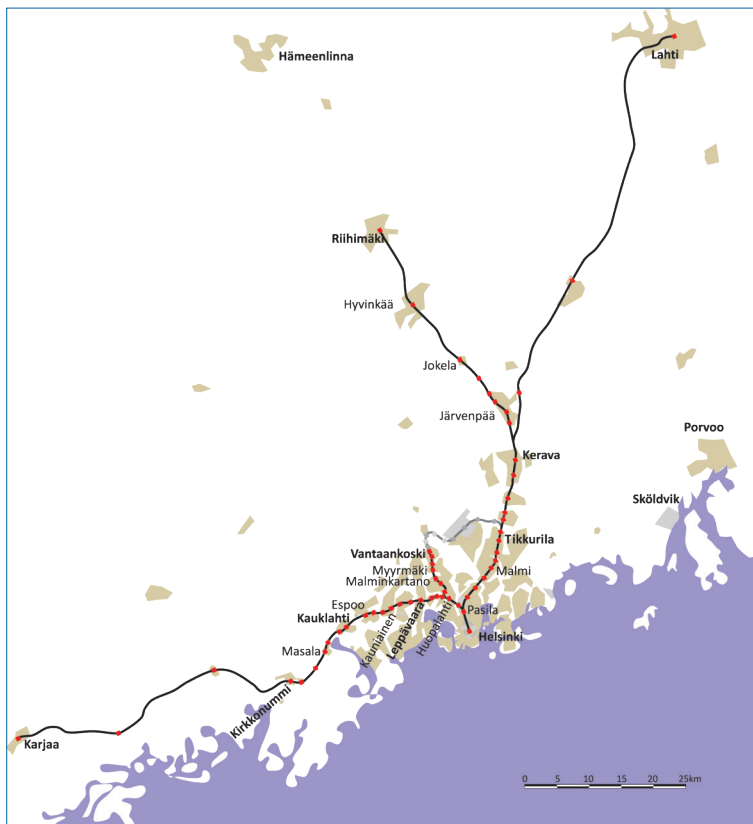 Hämeenlinna
Lahti
Riihimäki
Hyvinkää
Jokela
Järvenpää
Porvoo
Kerava
Sköldvik
Tikkurila
Vantaankoski
Myyrmäki
Malmi
Malminkartano
Espoo
Pasila
Kauklahti
Kauniainen
Leppävaara
Huopalahti
Helsinki
Masala
Kirkkonummi
Karjaa
0 5 10 15 20 25km